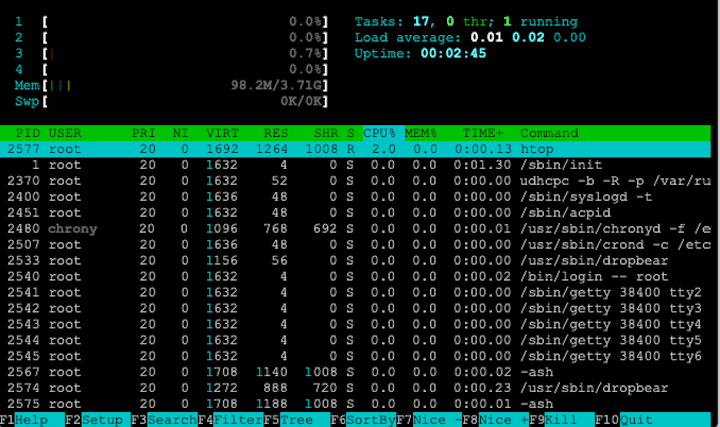 1 [ 0.0%] Tasks: 17, 0 thr; 1 running
2 [ 0.0%] Load average: 0.01 0.02 0.00
3 [| 0.7%] Uptime: 00:02:45
4 [ 0.0%]
Mem[||| 98.2M/3.71G]
Swp[ 0K/0K]
PID USER PRI NI VIRT RES SHR S CPU% MEM% TIME+ Command
2577 root 20 0 1692 1264 1008 R 2.0 0.0 0:00.13 htop
1 root 20 0 1632 4 0 S 0.0 0.0 0:01.30 /sbin/init
2370 root 20 0 1632 52 0 S 0.0 0.0 0:00.00 udhcpc -b -R -p /var/ru
2400 root 20 0 1636 48 0 S 0.0 0.0 0:00.00 /sbin/syslogd -t
2451 root 20 0 1632 48 0 S 0.0 0.0 0:00.00 /sbin/acpid
2480 chrony 20 0 1096 768 692 S 0.0 0.0 0:00.01 /usr/sbin/chronyd -f /e
2507 root 20 0 1636 48 0 S 0.0 0.0 0:00.00 /usr/sbin/crond -c /etc
2533 root 20 0 1156 56 0 S 0.0 0.0 0:00.00 /usr/sbin/dropbear
2540 root 20 0 1632 4 0 S 0.0 0.0 0:00.02 /bin/login -- root
2541 root 20 0 1632 4 0 S 0.0 0.0 0:00.00 /sbin/getty 38400 tty2
2542 root 20 0 1632 4 0 S 0.0 0.0 0:00.00 /sbin/getty 38400 tty3
2543 root 20 0 1632 4 0 S 0.0 0.0 0:00.00 /sbin/getty 38400 tty4
2544 root 20 0 1632 4 0 S 0.0 0.0 0:00.00 /sbin/getty 38400 tty5
2545 root 20 0 1632 4 0 S 0.0 0.0 0:00.00 /sbin/getty 38400 tty6
2567 root 20 0 1708 1140 1008 S 0.0 0.0 0:00.02 -ash
2574 root 20 0 1272 888 720 S 0.0 0.0 0:00.23 /usr/sbin/dropbear
2575 root 20 0 1708 1188 1008 S 0.0 0.0 0:00.01 -ash
F1Help F2Setup F3SearchF4FilterF5Tree F6SortByF7Nice -F8Nice +F9Kill F10Quit